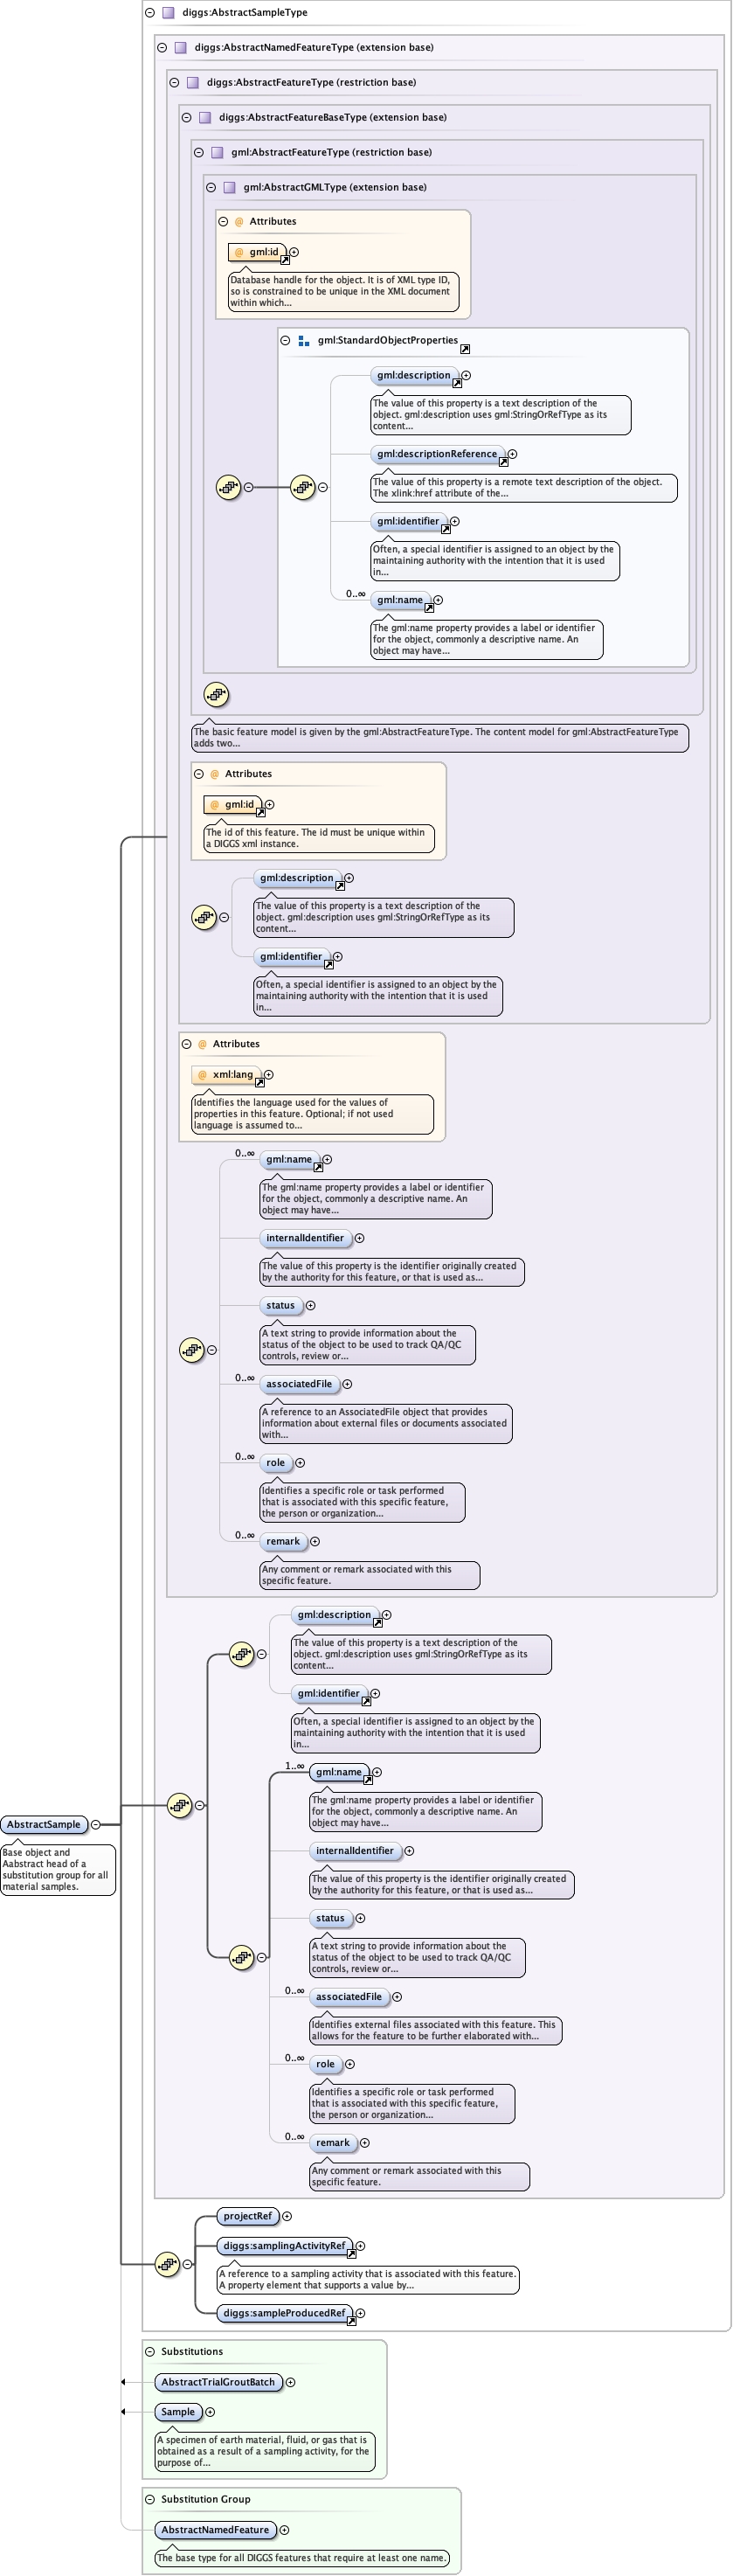 diggs:AbstractSampleType
diggs:AbstractNamedFeatureType (extension base)
diggs:AbstractFeatureType (restriction base)
diggs:AbstractFeatureBaseType (extension base)
gml:AbstractFeatureType (restriction base)
gml:AbstractGMLType (extension base)
@ Attributes
@ gml:id
Database handle for the object. It is of XML type ID,
so is constrained to be unique in the XML document
within which...
gml:StandardObjectProperties
gml:description
The value of this property is a text description of the
object. gml:description uses gml:StringOrRefType as its
content...
gml:descriptionReference
The value of this property is a remote text description of the object.
The xlink:href attribute of the...
gml:identifier
Often, a special identifier is assigned to an object by the
maintaining authority with the intention that it is used
in...
0..∞ gml:name
The gml:name property provides a label or identifier
for the object, commonly a descriptive name. An
object may have...
The basic feature model is given by the gml:AbstractFeatureType. The content model for gml:AbstractFeatureType
adds two...
@ Attributes
@ gml:id
The id of this feature. The id must be unique within
a DIGGS xml instance.
gml:description
The value of this property is a text description of the
object. gml:description uses gml:StringOrRefType as its
content...
gml:identifier
Often, a special identifier is assigned to an object by the
maintaining authority with the intention that it is used
in...
@ Attributes
@ xml:lang
Identifies the language used for the values of
properties in this feature. Optional; if not used
language is assumed to...
0..∞ gml:name
The gml:name property provides a label or identifier
for the object, commonly a descriptive name. An
object may have...
internalIdentifier
The value of this property is the identifier originally created
by the authority for this feature, or that is used as...
status
A text string to provide information about the
status of the object to be used to track QA/QC
controls, review or...
0..∞ associatedFile
A reference to an AssociatedFile object that provides
information about external files or documents associated
with...
0..∞ role
Identifies a specific role or task performed
that is associated with this specific feature,
the person or organization...
0..∞ remark
Any comment or remark associated with this
specific feature.
gml:description
The value of this property is a text description of the
object. gml:description uses gml:StringOrRefType as its
content...
gml:identifier
Often, a special identifier is assigned to an object by the
maintaining authority with the intention that it is used
in...
1..∞ gml:name
The gml:name property provides a label or identifier
for the object, commonly a descriptive name. An
object may have...
AbstractSample
Base object and
Aabstract head of a
substitution group for all
material samples.
internalIdentifier
The value of this property is the identifier originally created
by the authority for this feature, or that is used as...
status
A text string to provide information about the
status of the object to be used to track QA/QC
controls, review or...
0..∞ associatedFile
Identifies external files associated with this feature. This
allows for the feature to be further elaborated with...
0..∞ role
Identifies a specific role or task performed
that is associated with this specific feature,
the person or organization...
0..∞ remark
Any comment or remark associated with this
specific feature.
projectRef
diggs:samplingActivityRef
A reference to a sampling activity that is associated with this feature.
A property element that supports a value by...
diggs:sampleProducedRef
Substitutions
AbstractTrialGroutBatch
Sample
A specimen of earth material, fluid, or gas that is
obtained as a result of a sampling activity, for the
purpose of...
Substitution Group
AbstractNamedFeature
The base type for all DIGGS features that require at least one name.